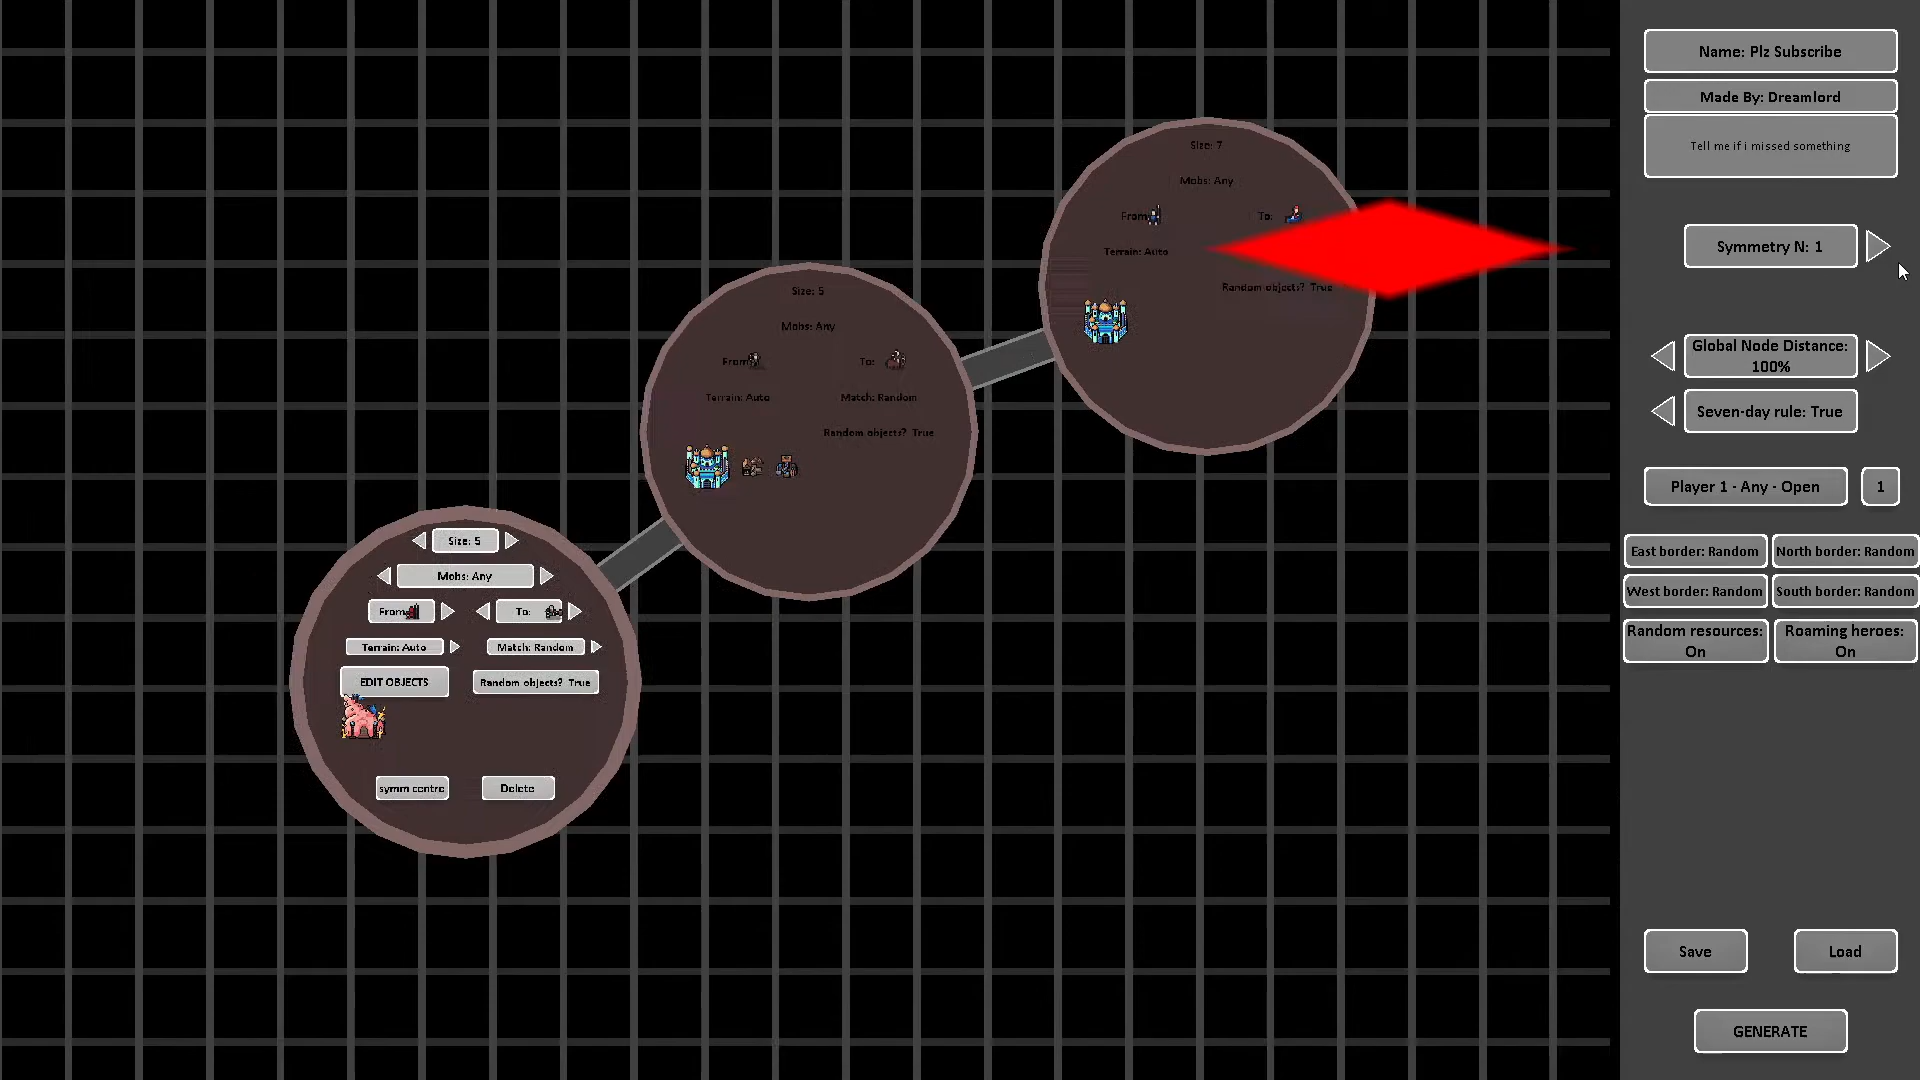 Name: Plz Subscribe
Made By: Dreamlord
Tell me if i missed something
Symmetry N: 1
Global Node Distance:
100%
Seven-day rule: True
Player 1 - Any - Open
1
East border: Random
North border: Random
West border: Random
South border: Random
Random resources:
On
Roaming heroes:
On
Save
Load
GENERATE
Size: 7
Mobs: Any
From
To:
Terrain: Auto
Random objects? True
Size: 5
Mobs: Any
From
To:
Terrain: Auto
Match: Random
Random objects? True
Size: 5
Mobs: Any
From
To:
Terrain: Auto
Match: Random
EDIT OBJECTS
Random objects? True
symm centre
Delete